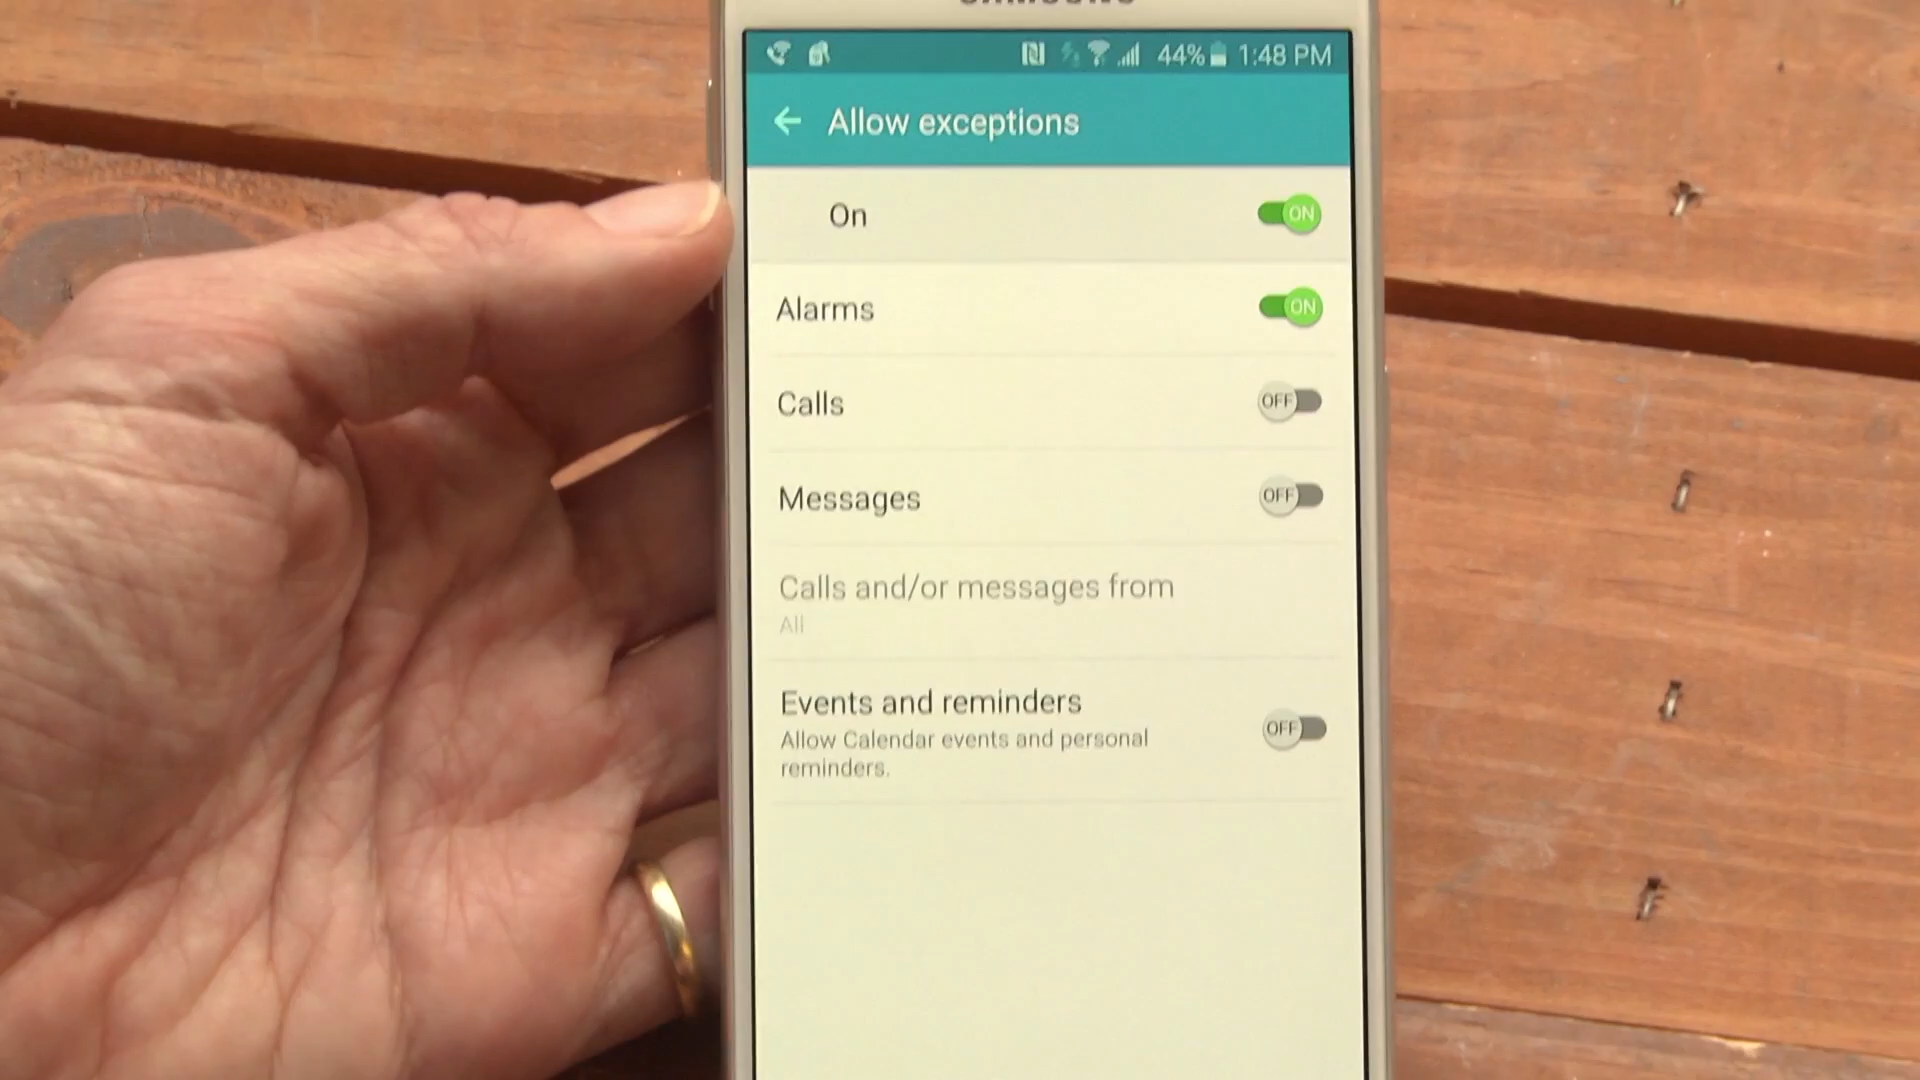 SAMSUNG
44% 1:48 PM
Allow exceptions
On ON
Alarms ON
Calls OFF
Messages OFF
Calls and/or messages from
All
Events and reminders
Allow Calendar events and personal OFF
reminders.